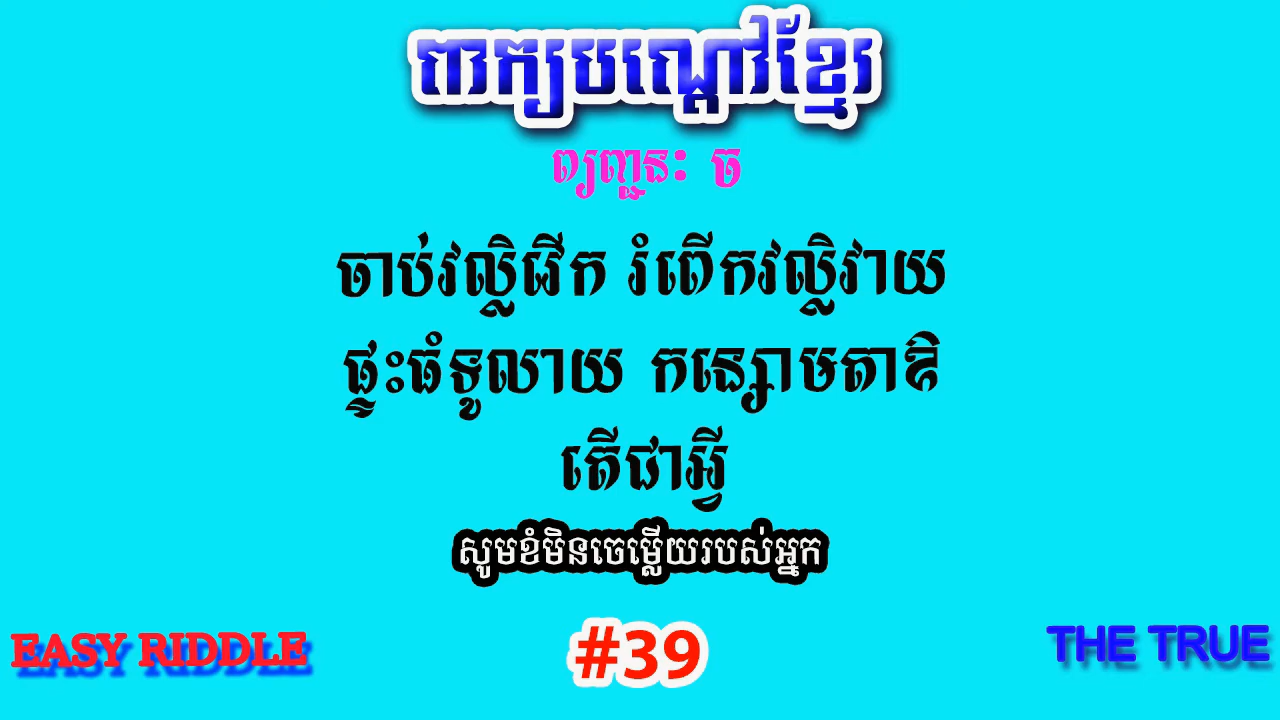 ពាក្យបណ្ដៅខ្មែរ
ព្យញ្ជនៈ ច
ចាប់វល្លិរើក រំពើកវល្លិវាយ
ផ្ទះធំទូលាយ កន្សោមតាឪ
តើជាអ្វី
សូមខំមិនចេម្លើយរបស់អ្នក
EASY RIDDLE
#39
THE TRUE